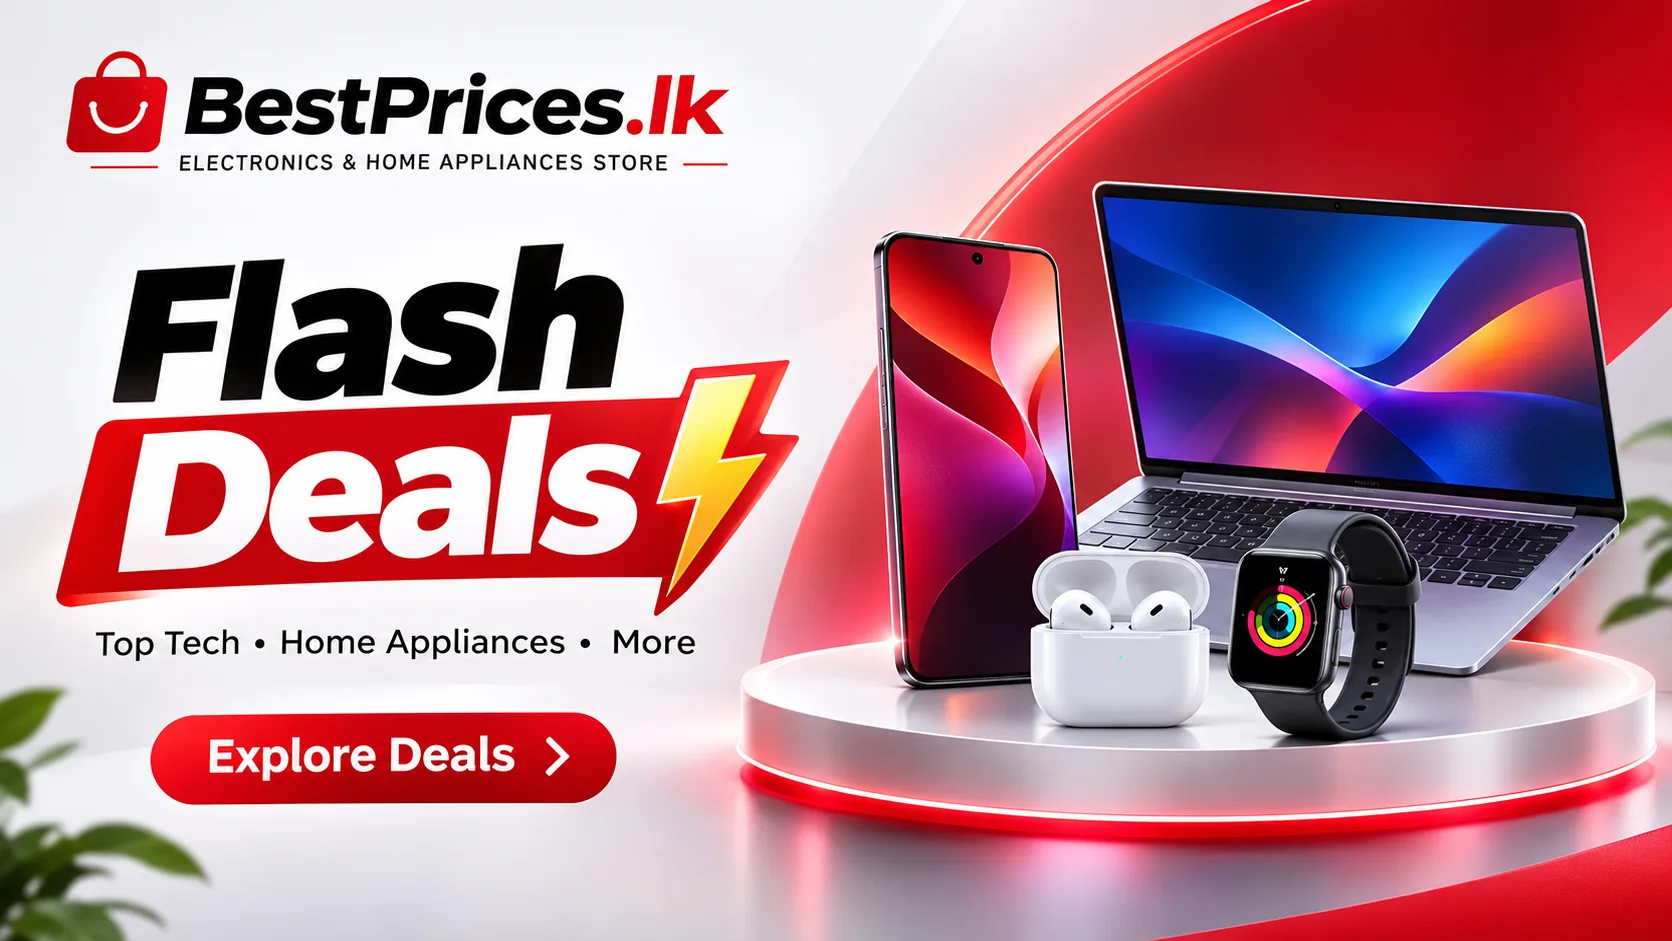 BestPrices.lk
ELECTRONICS & HOME APPLIANCES STORE
Flash
Deals
Top Tech • Home Appliances • More
Explore Deals